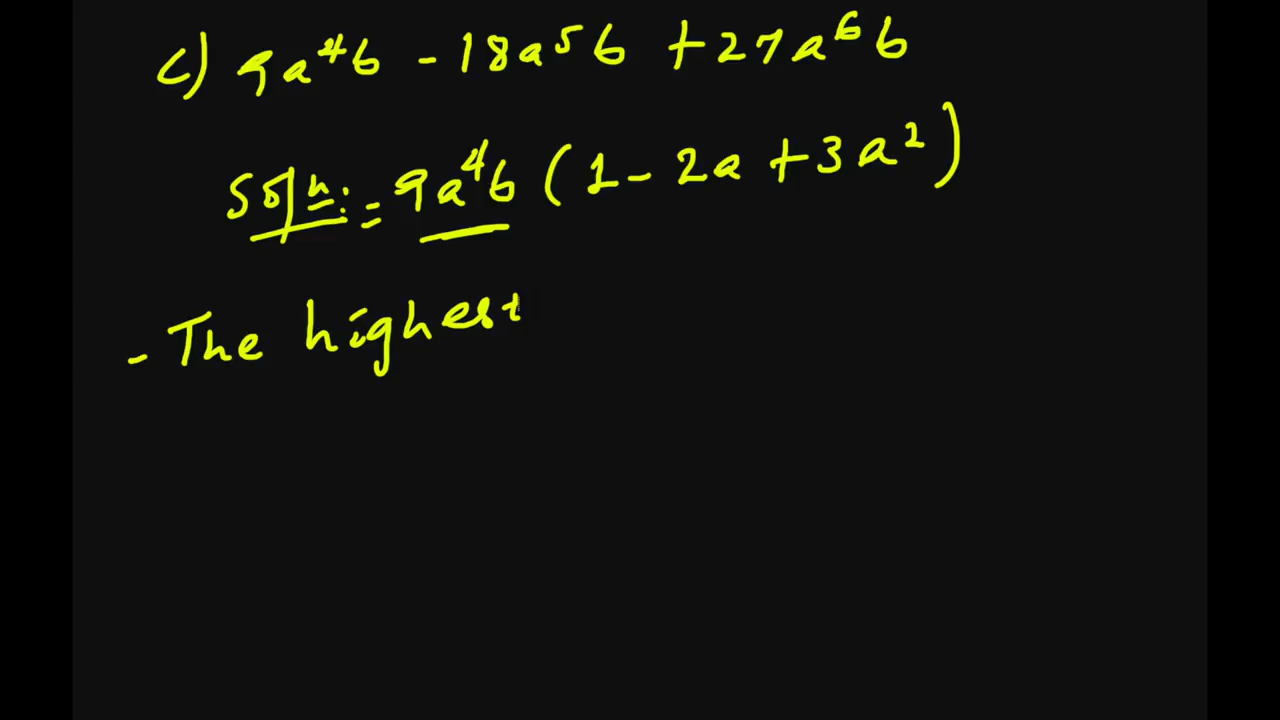 c) 9a⁴b - 18a⁵b + 27a⁶b
Soln: = 9a⁴b (1 - 2a + 3a²)
- The highest